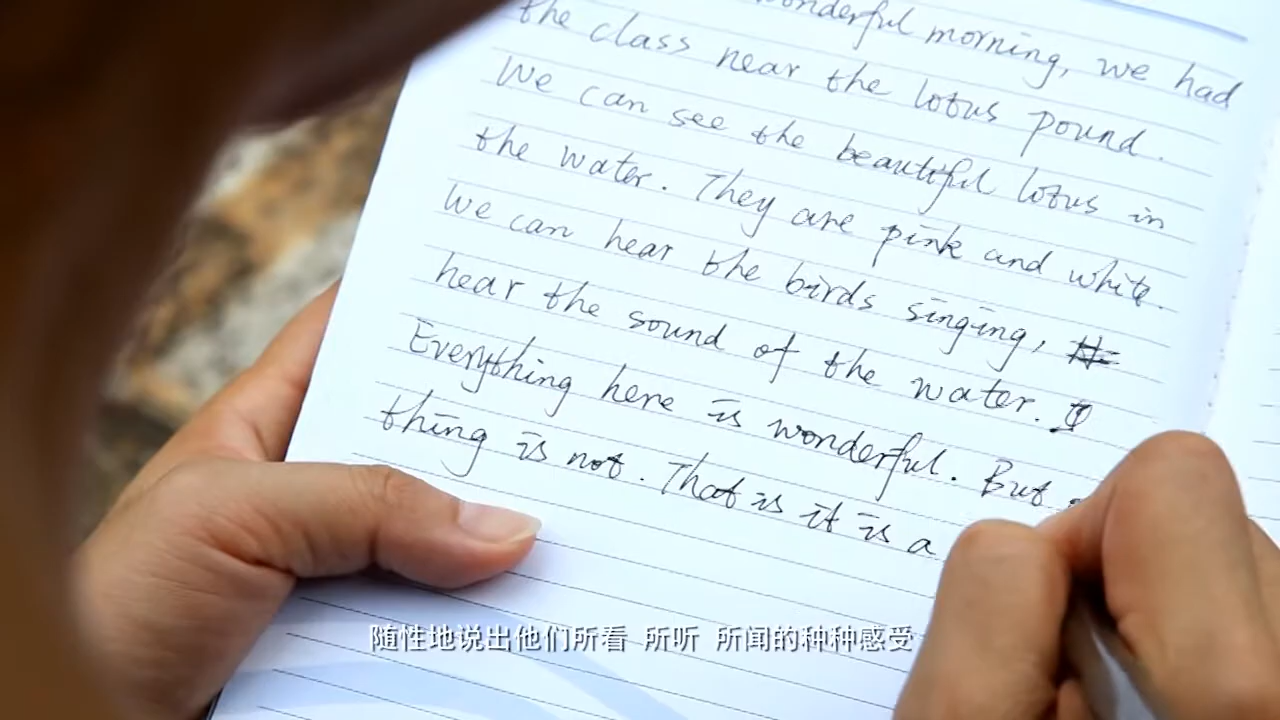 wonderful morning, we had
the class near the lotus pound.
We can see the beautiful lotus in
the water. They are pink and white.
We can hear the birds singing,
hear the sound of the water.
Everything here is wonderful. But
thing is not. That is it is a
随性地说出他们所看 所听 所闻的种种感受